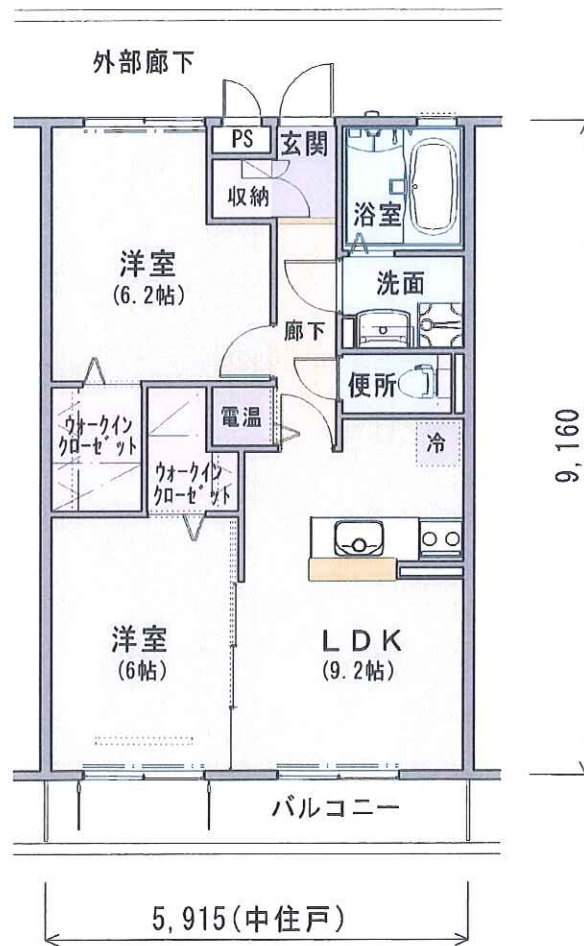 外部廊下
PS
玄関
収納
浴室
洋室
(6.2帖)
洗面
廊下
便所
電温
冷
ウォークイン
クローゼット
ウォークイン
クローゼット
洋室
(6帖)
LDK
(9.2帖)
バルコニー
9,160
5,915(中住戸)